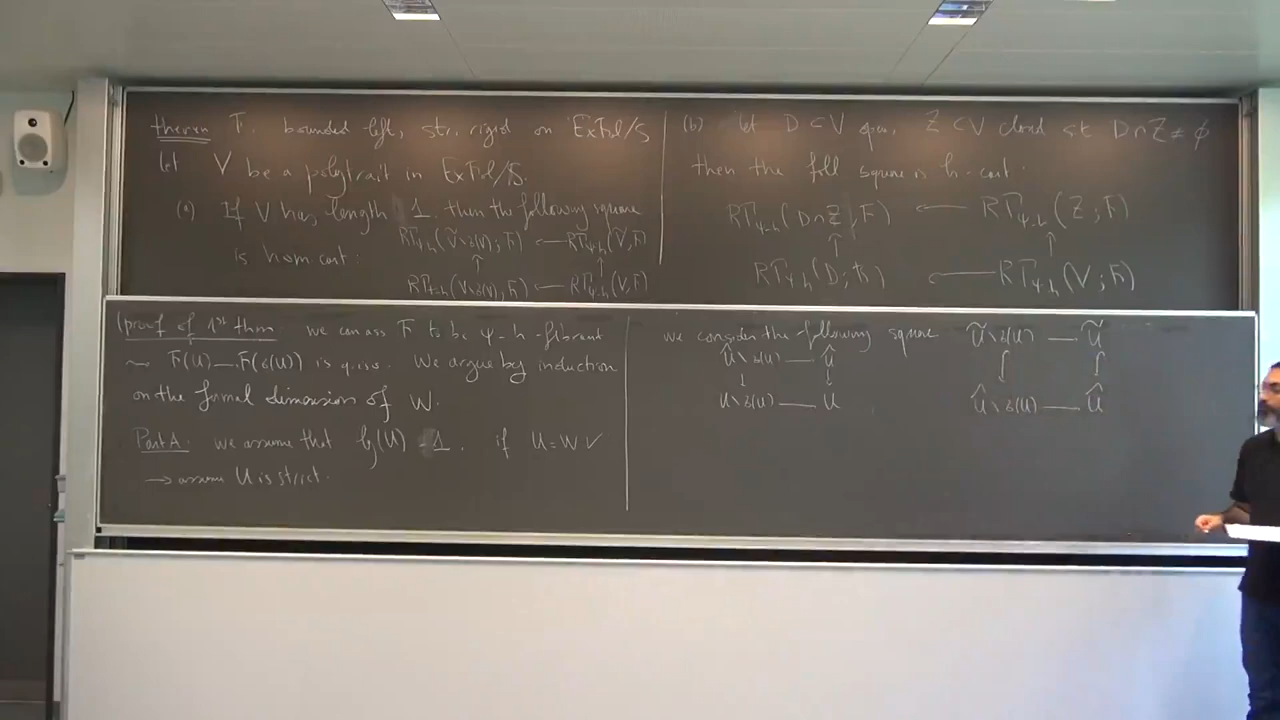 theorem F. bounded left, str. rigid on ExFol/S
let V be a polytrait in ExFol/S.
(a) If V has length 1. then the following square
is hom cart:
RΓψ-h(Ṽ∖s(V); F) ← RΓψ-h(Ṽ, F)
↑ ↑
RΓψ-h(V∖s(V), F) ← RΓψ-h(V, F)
(b) let D ⊂ V open, Z ⊂ V closed st D∩Z ≠ ϕ
then the foll square is h-cart.
RΓψ-h(D∩Z, F) ← RΓψ-h(Z; F)
↑ ↑
RΓψ-h(D; F) ← RΓψ-h(V; F)
(proof of 1st thm: we can ass F to be ψ-h-fibrant
⇝ F(U)—F(s(U)) is q.iso. We argue by induction
on the formal dimension of W.
Part A: we assume that lg(U) = 1. if U = W ✓
→ assume U is strict.
we consider the following square
Û∖s(U) — Û
↓ ↓
U∖s(U) — U
Ũ∖s(U) — Ũ
∫ ∫
Û∖s(U) — Û